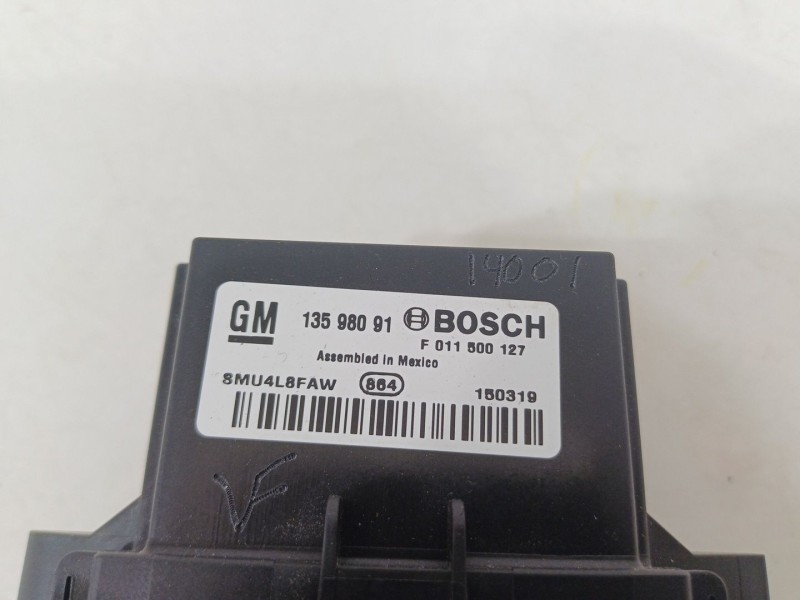 14001
GM 135 980 91 BOSCH
F 011 500 127
Assembled in Mexico
8MU4L8FAW 864 150319
VF